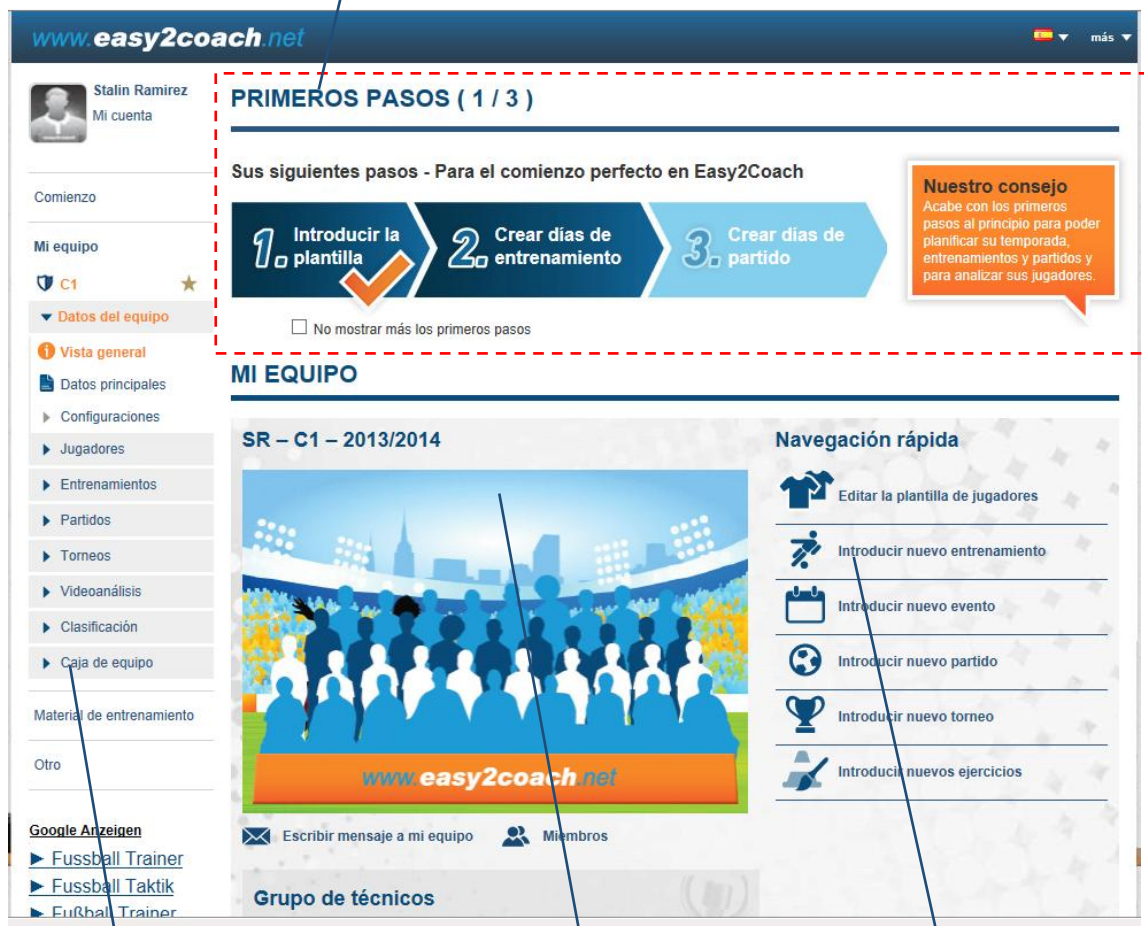 www.easy2coach.net
más
Stalin Ramirez
Mi cuenta
Comienzo
Mi equipo
C1
Datos del equipo
Vista general
Datos principales
Configuraciones
Jugadores
Entrenamientos
Partidos
Torneos
Videoanálisis
Clasificación
Caja de equipo
Material de entrenamiento
Otro
Google Anzeigen
Fussball Trainer
Fussball Taktik
Fußball Trainer
PRIMEROS PASOS ( 1 / 3 )
Sus siguientes pasos - Para el comienzo perfecto en Easy2Coach
1. Introducir la
plantilla
2. Crear días de
entrenamiento
3. Crear días de
partido
No mostrar más los primeros pasos
Nuestro consejo
Acabe con los primeros
pasos al principio para poder
planificar su temporada,
entrenamientos y partidos y
para analizar sus jugadores.
MI EQUIPO
SR – C1 – 2013/2014
www.easy2coach.net
Escribir mensaje a mi equipo
Miembros
Grupo de técnicos
Navegación rápida
Editar la plantilla de jugadores
Introducir nuevo entrenamiento
Introducir nuevo evento
Introducir nuevo partido
Introducir nuevo torneo
Introducir nuevos ejercicios